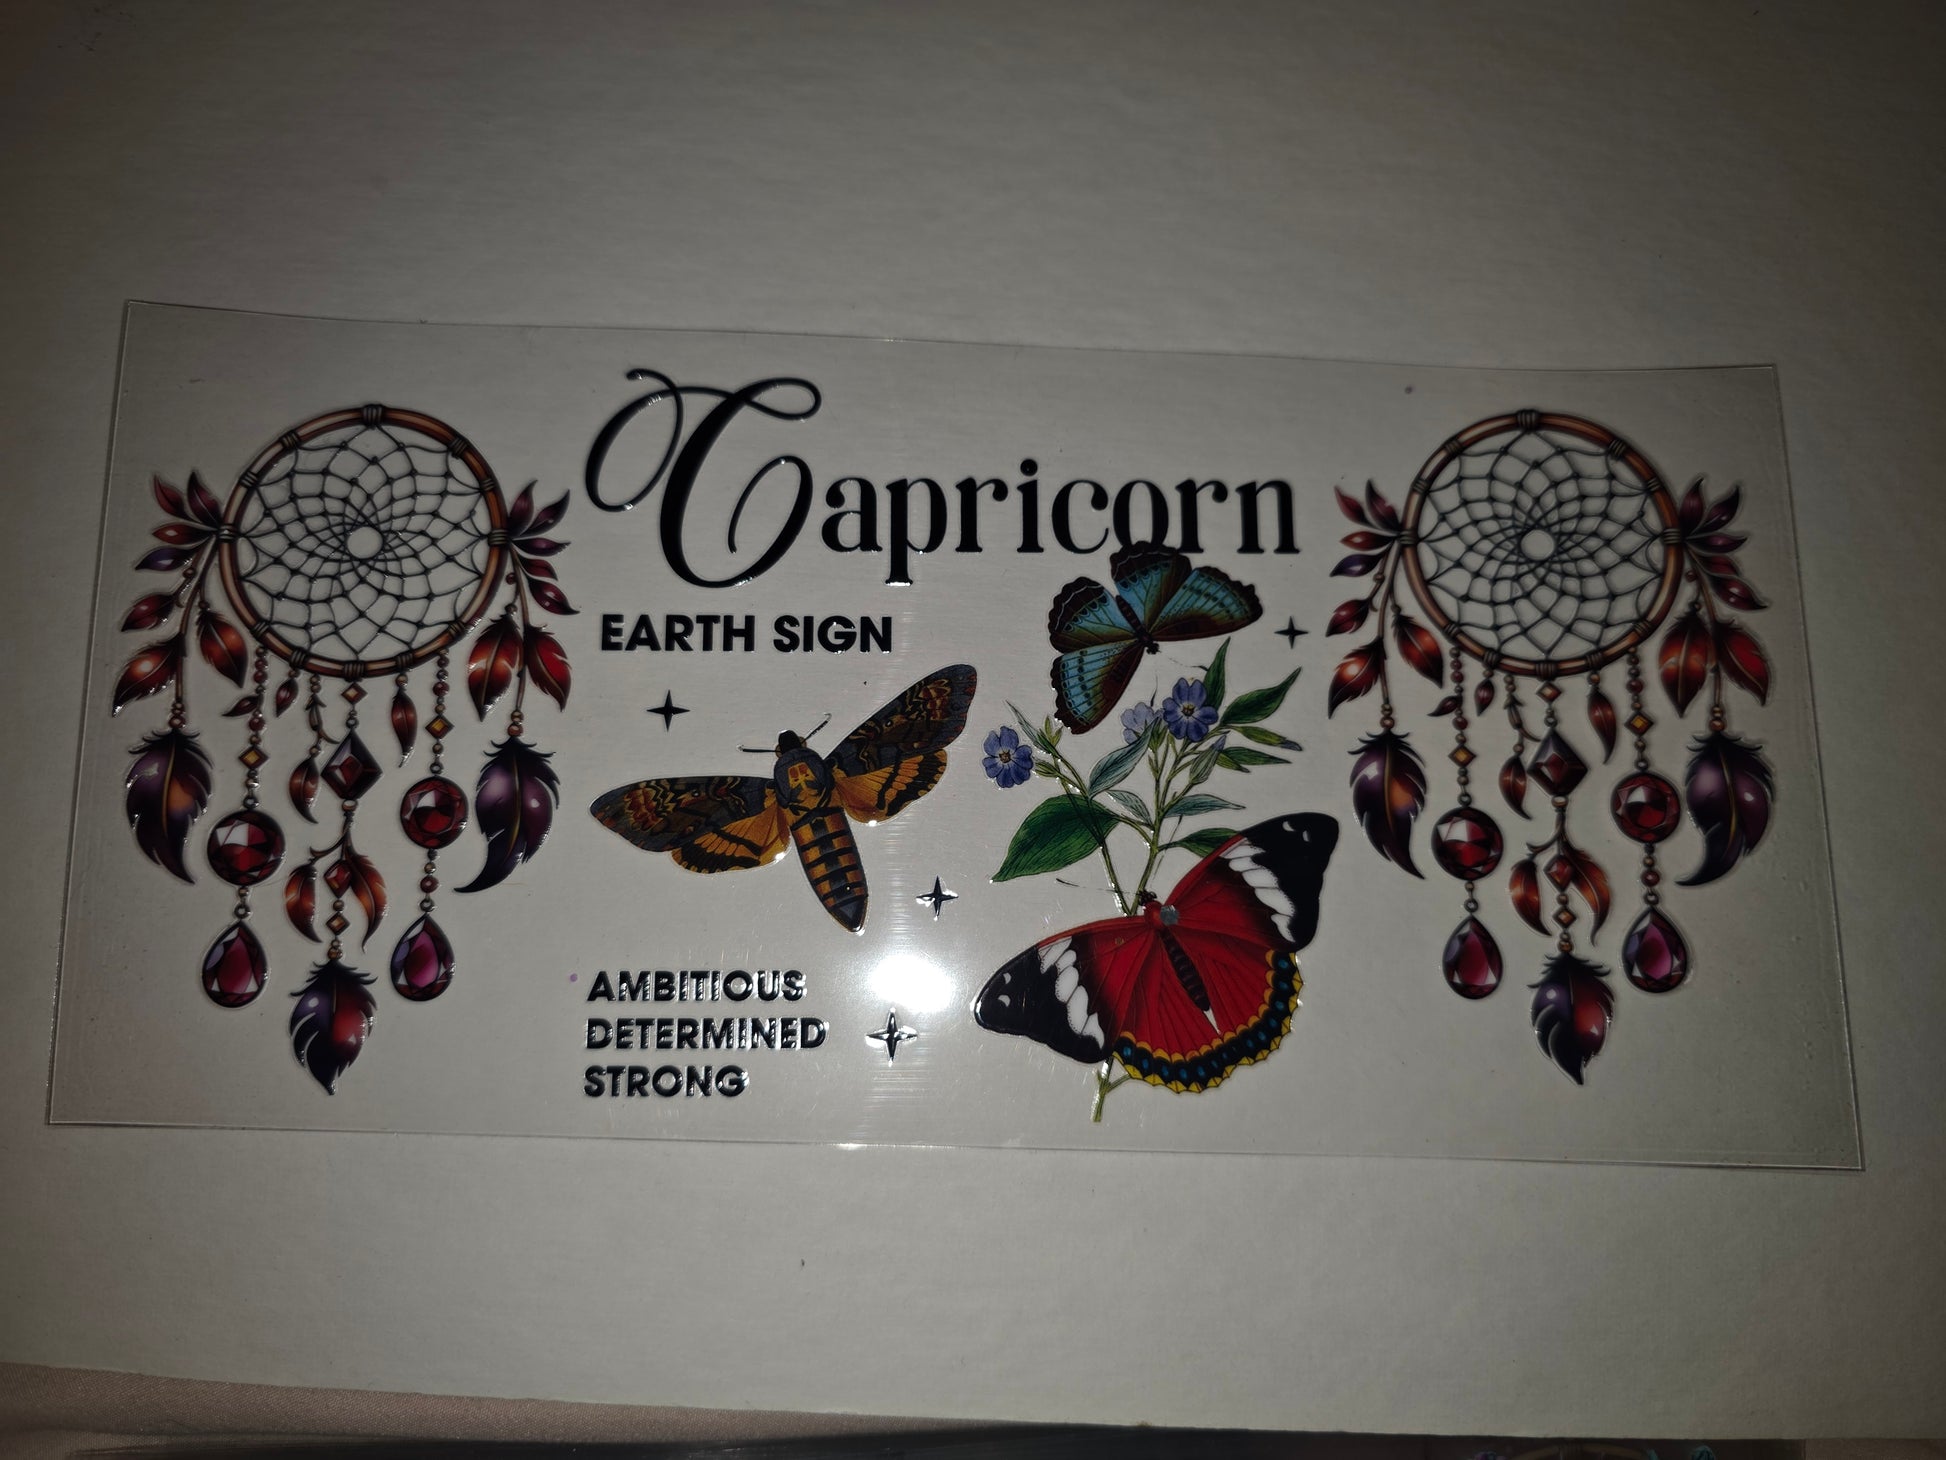 Capricorn
EARTH SIGN
AMBITIOUS
DETERMINED
STRONG